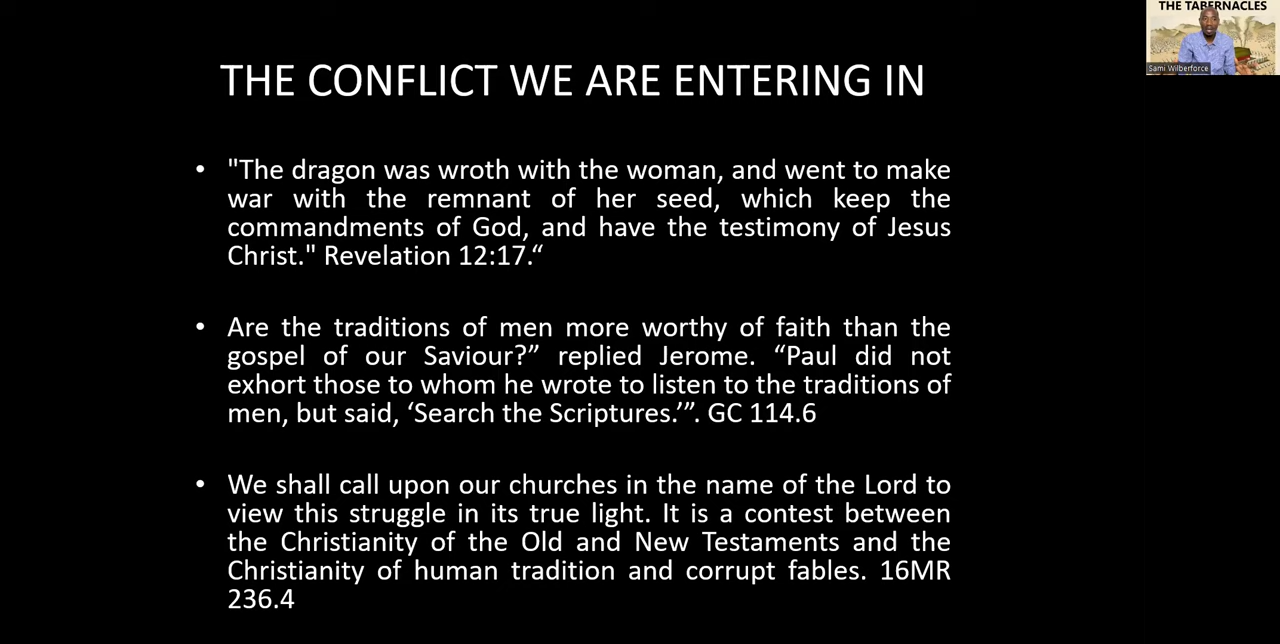 THE TABERNACLES
Sami Wilberforce
THE CONFLICT WE ARE ENTERING IN
• "The dragon was wroth with the woman, and went to make
war with the remnant of her seed, which keep the
commandments of God, and have the testimony of Jesus
Christ." Revelation 12:17.“
• Are the traditions of men more worthy of faith than the
gospel of our Saviour?” replied Jerome. “Paul did not
exhort those to whom he wrote to listen to the traditions of
men, but said, ‘Search the Scriptures.’”. GC 114.6
• We shall call upon our churches in the name of the Lord to
view this struggle in its true light. It is a contest between
the Christianity of the Old and New Testaments and the
Christianity of human tradition and corrupt fables. 16MR
236.4